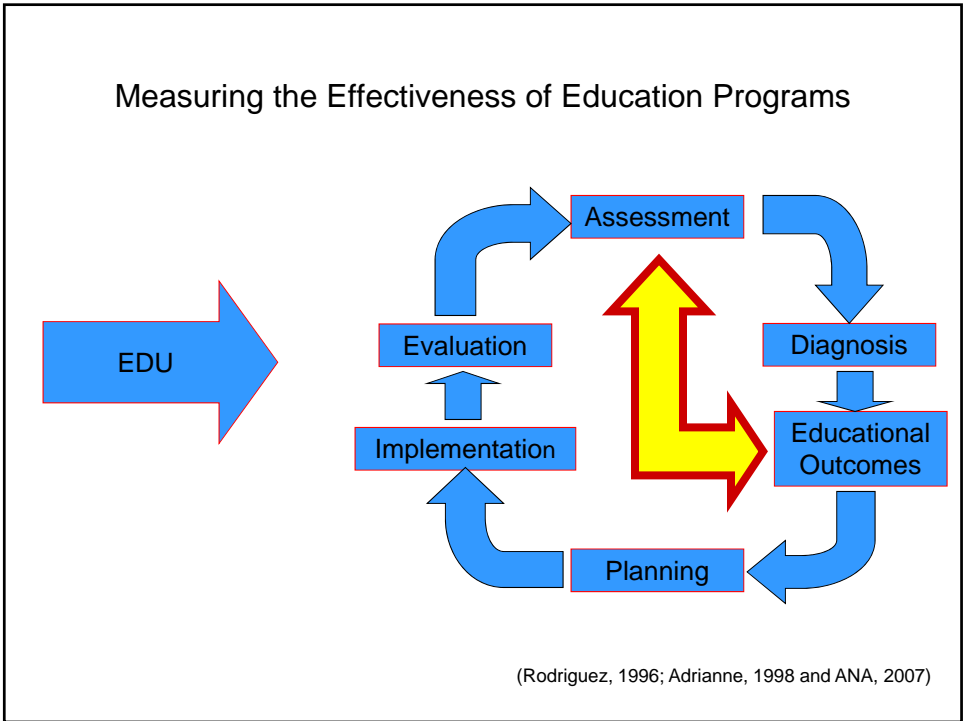 Measuring the Effectiveness of Education Programs
EDU
Assessment
Diagnosis
Educational
Outcomes
Planning
Implementation
Evaluation
(Rodriguez, 1996; Adrianne, 1998 and ANA, 2007)